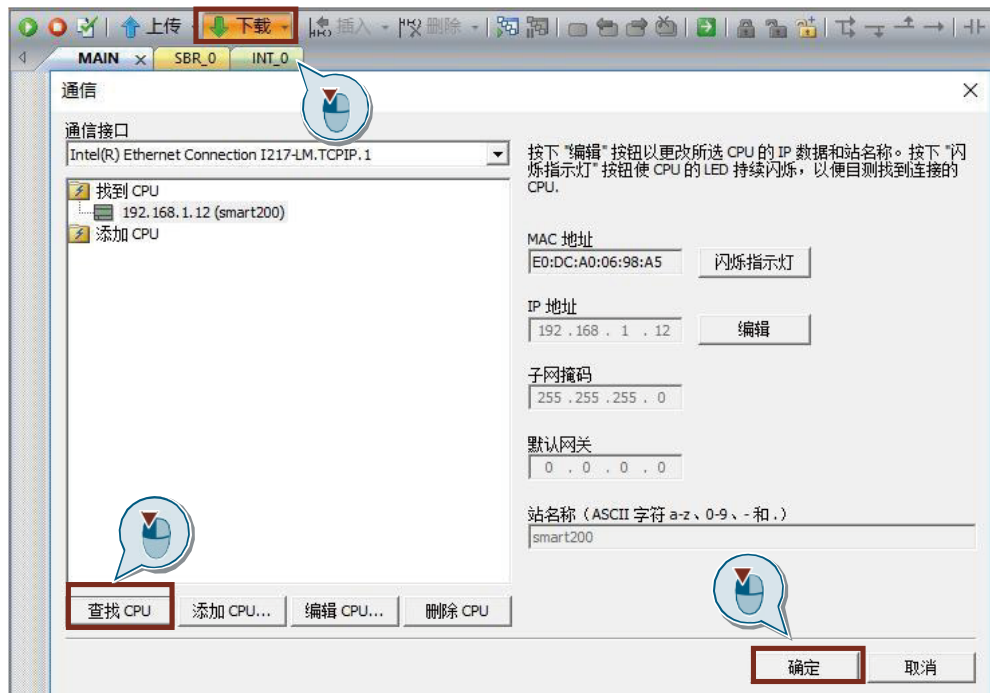 上传 下载 插入 删除
MAIN x SBR_0 INT_0
通信
通信接口
Intel(R) Ethernet Connection I217-LM.TCPIP.1
找到 CPU
192.168.1.12 (smart200)
添加 CPU
按下 "编辑" 按钮以更改所选 CPU 的 IP 数据和站名称。按下 "闪
烁指示灯" 按钮使 CPU 的 LED 持续闪烁，以便目测找到连接的
CPU.
MAC 地址
E0:DC:A0:06:98:A5 闪烁指示灯
IP 地址
192 . 168 . 1 . 12 编辑
子网掩码
255 . 255 . 255 . 0
默认网关
0 . 0 . 0 . 0
站名称（ASCII 字符 a-z、0-9、- 和 .）
smart200
查找 CPU 添加 CPU... 编辑 CPU... 删除 CPU
确定 取消